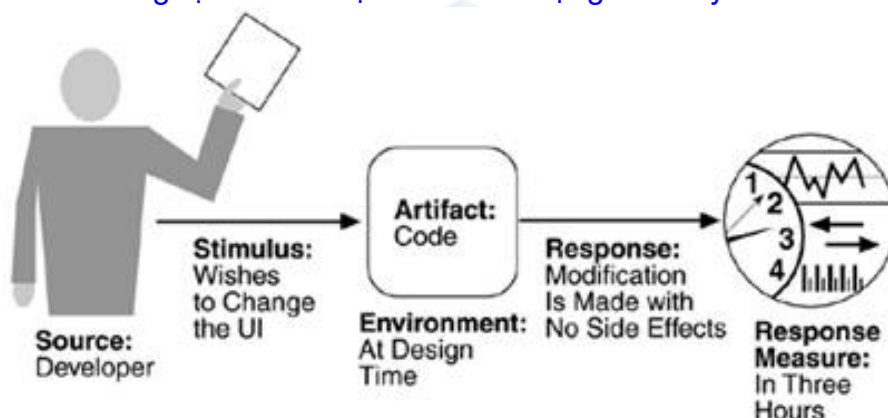 1
2
3
4
Artifact:
Code
Stimulus:
Wishes
to Change
the UI
Response:
Modification
Is Made with
No Side Effects
Source:
Developer
Environment:
At Design
Time
Response
Measure:
In Three
Hours